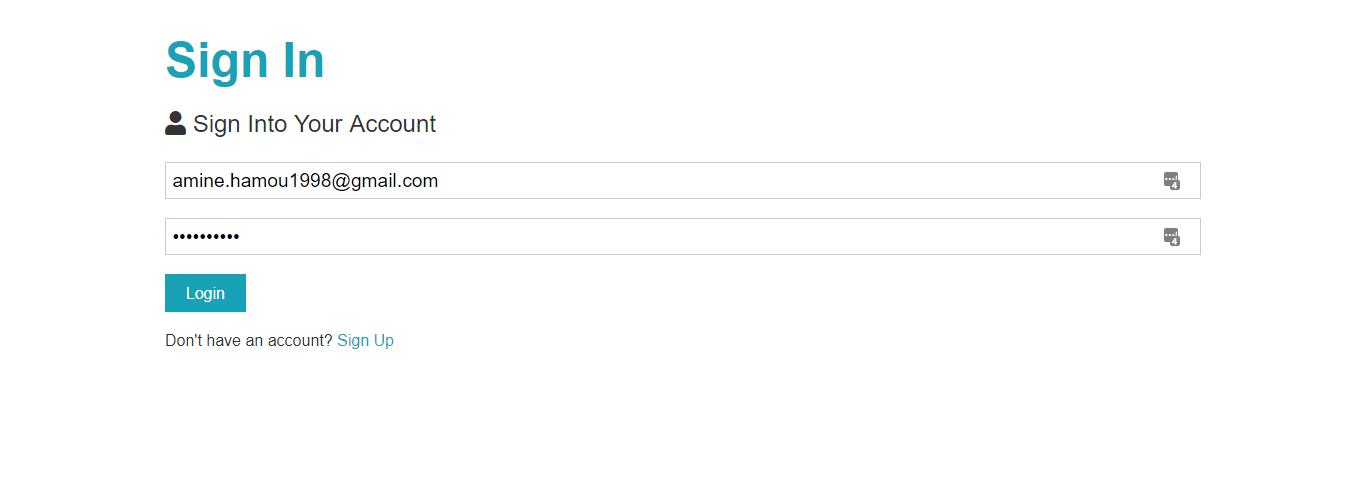 Sign In
Sign Into Your Account
amine.hamou1998@gmail.com
••••••••••
Login
Don't have an account? Sign Up